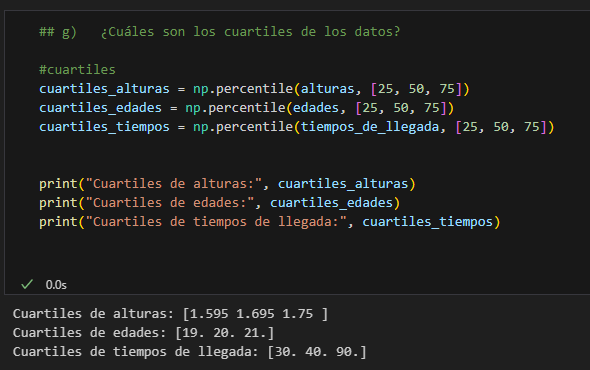 ## g)   ¿Cuáles son los cuartiles de los datos?
#cuartiles
cuartiles_alturas = np.percentile(alturas, [25, 50, 75])
cuartiles_edades = np.percentile(edades, [25, 50, 75])
cuartiles_tiempos = np.percentile(tiempos_de_llegada, [25, 50, 75])
print("Cuartiles de alturas:", cuartiles_alturas)
print("Cuartiles de edades:", cuartiles_edades)
print("Cuartiles de tiempos de llegada:", cuartiles_tiempos)
0.0s
Cuartiles de alturas: [1.595 1.695 1.75 ]
Cuartiles de edades: [19. 20. 21.]
Cuartiles de tiempos de llegada: [30. 40. 90.]